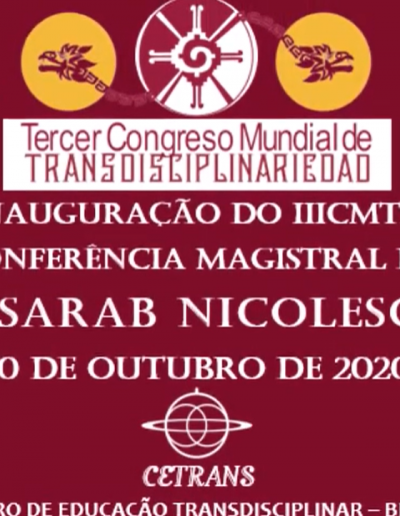 Tercer Congreso Mundial de
TRANSDISCIPLINARIEDAD
NAUGURAÇÃO DO IIICMT
ONFERÊNCIA MAGISTRAL
SARAB NICOLESC
0 DE OUTUBRO DE 2020
CETRANS
RO DE EDUCAÇÃO TRANSDISCIPLINAR – B